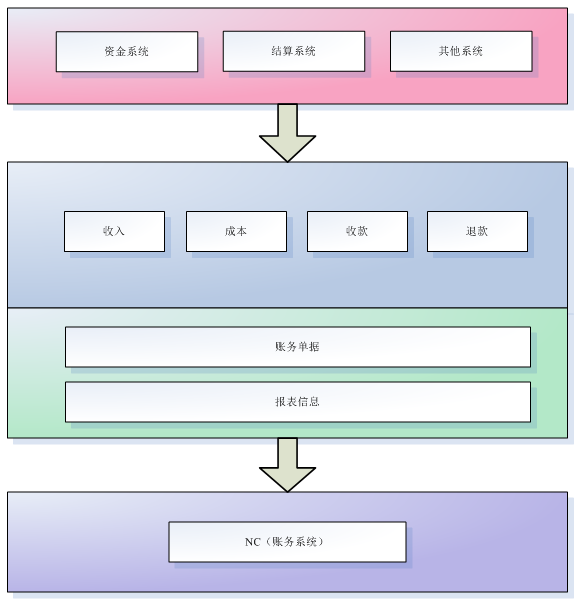 资金系统
结算系统
其他系统
收入
成本
收款
退款
账务单据
报表信息
NC（账务系统）